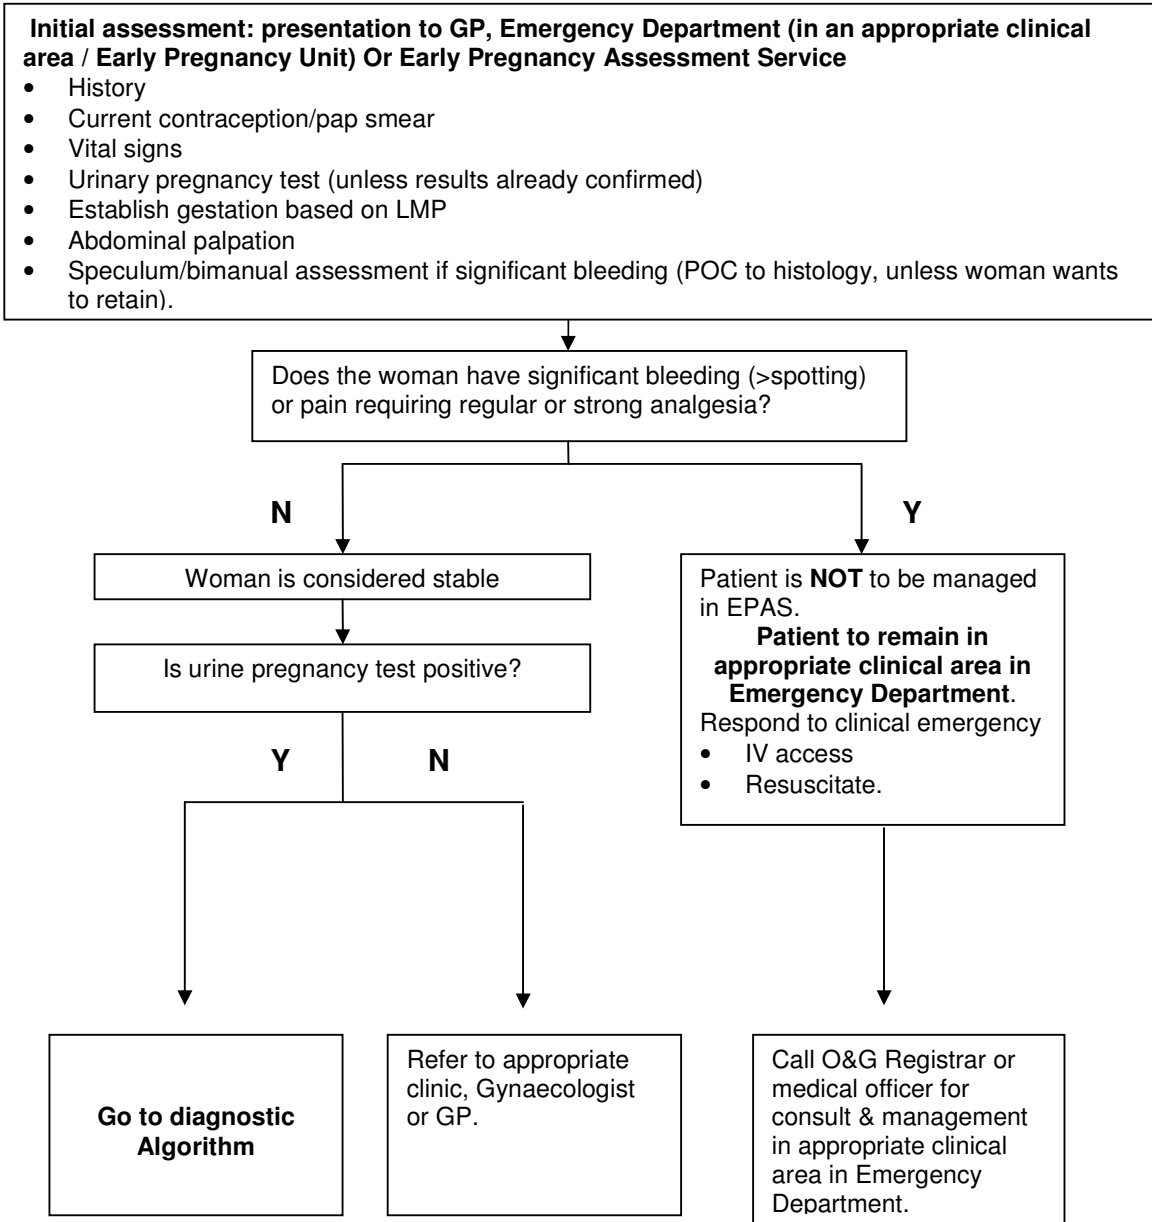 Initial assessment: presentation to GP, Emergency Department (in an appropriate clinical
area / Early Pregnancy Unit) Or Early Pregnancy Assessment Service
• History
• Current contraception/pap smear
• Vital signs
• Urinary pregnancy test (unless results already confirmed)
• Establish gestation based on LMP
• Abdominal palpation
• Speculum/bimanual assessment if significant bleeding (POC to histology, unless woman wants
to retain).
Does the woman have significant bleeding (>spotting)
or pain requiring regular or strong analgesia?
N
Y
Woman is considered stable
Is urine pregnancy test positive?
Y
N
Patient is NOT to be managed
in EPAS.
Patient to remain in
appropriate clinical area in
Emergency Department.
Respond to clinical emergency
• IV access
• Resuscitate.
Go to diagnostic
Algorithm
Refer to appropriate
clinic, Gynaecologist
or GP.
Call O&G Registrar or
medical officer for
consult & management
in appropriate clinical
area in Emergency
Department.